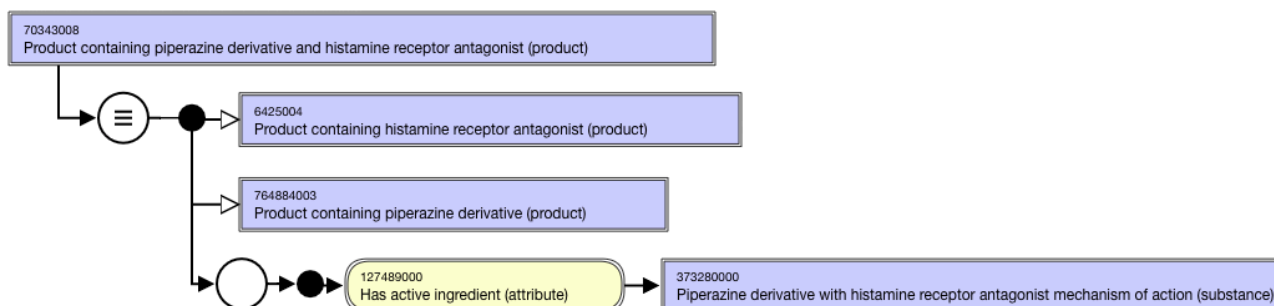 70343008
Product containing piperazine derivative and histamine receptor antagonist (product)
6425004
Product containing histamine receptor antagonist (product)
764884003
Product containing piperazine derivative (product)
127489000
Has active ingredient (attribute)
373280000
Piperazine derivative with histamine receptor antagonist mechanism of action (substance)